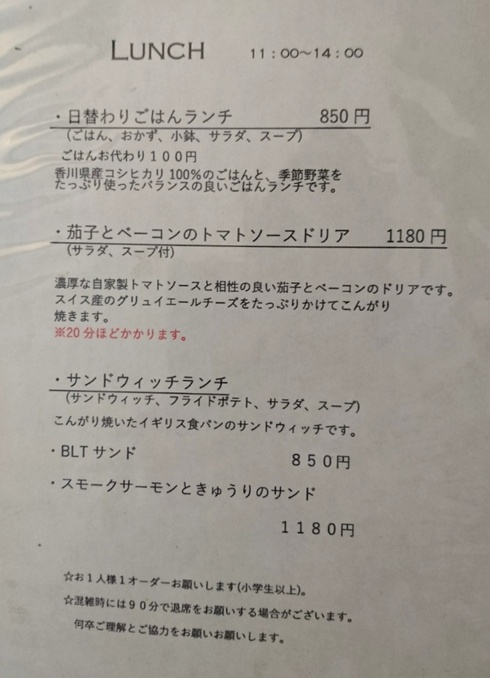 LUNCH 11：00～14：00
・日替わりごはんランチ 850円
（ごはん、おかず、小鉢、サラダ、スープ）
ごはんお代わり１００円
香川県産コシヒカリ100％のごはんと、季節野菜を
たっぷり使ったバランスの良いごはんランチです。
・茄子とベーコンのトマトソースドリア 1180円
（サラダ、スープ付）
濃厚な自家製トマトソースと相性の良い茄子とベーコンのドリアです。
スイス産のグリュイエールチーズをたっぷりかけてこんがり
焼きます。
※20分ほどかかります。
・サンドウィッチランチ
（サンドウィッチ、フライドポテト、サラダ、スープ）
こんがり焼いたイギリス食パンのサンドウィッチです。
・BLTサンド ８５０円
・スモークサーモンときゅうりのサンド
１１８０円
☆お１人様１オーダーお願いします(小学生以上)。
☆混雑時には９０分で退席をお願いする場合がございます。
何卒ご理解とご協力をお願いお願いします。